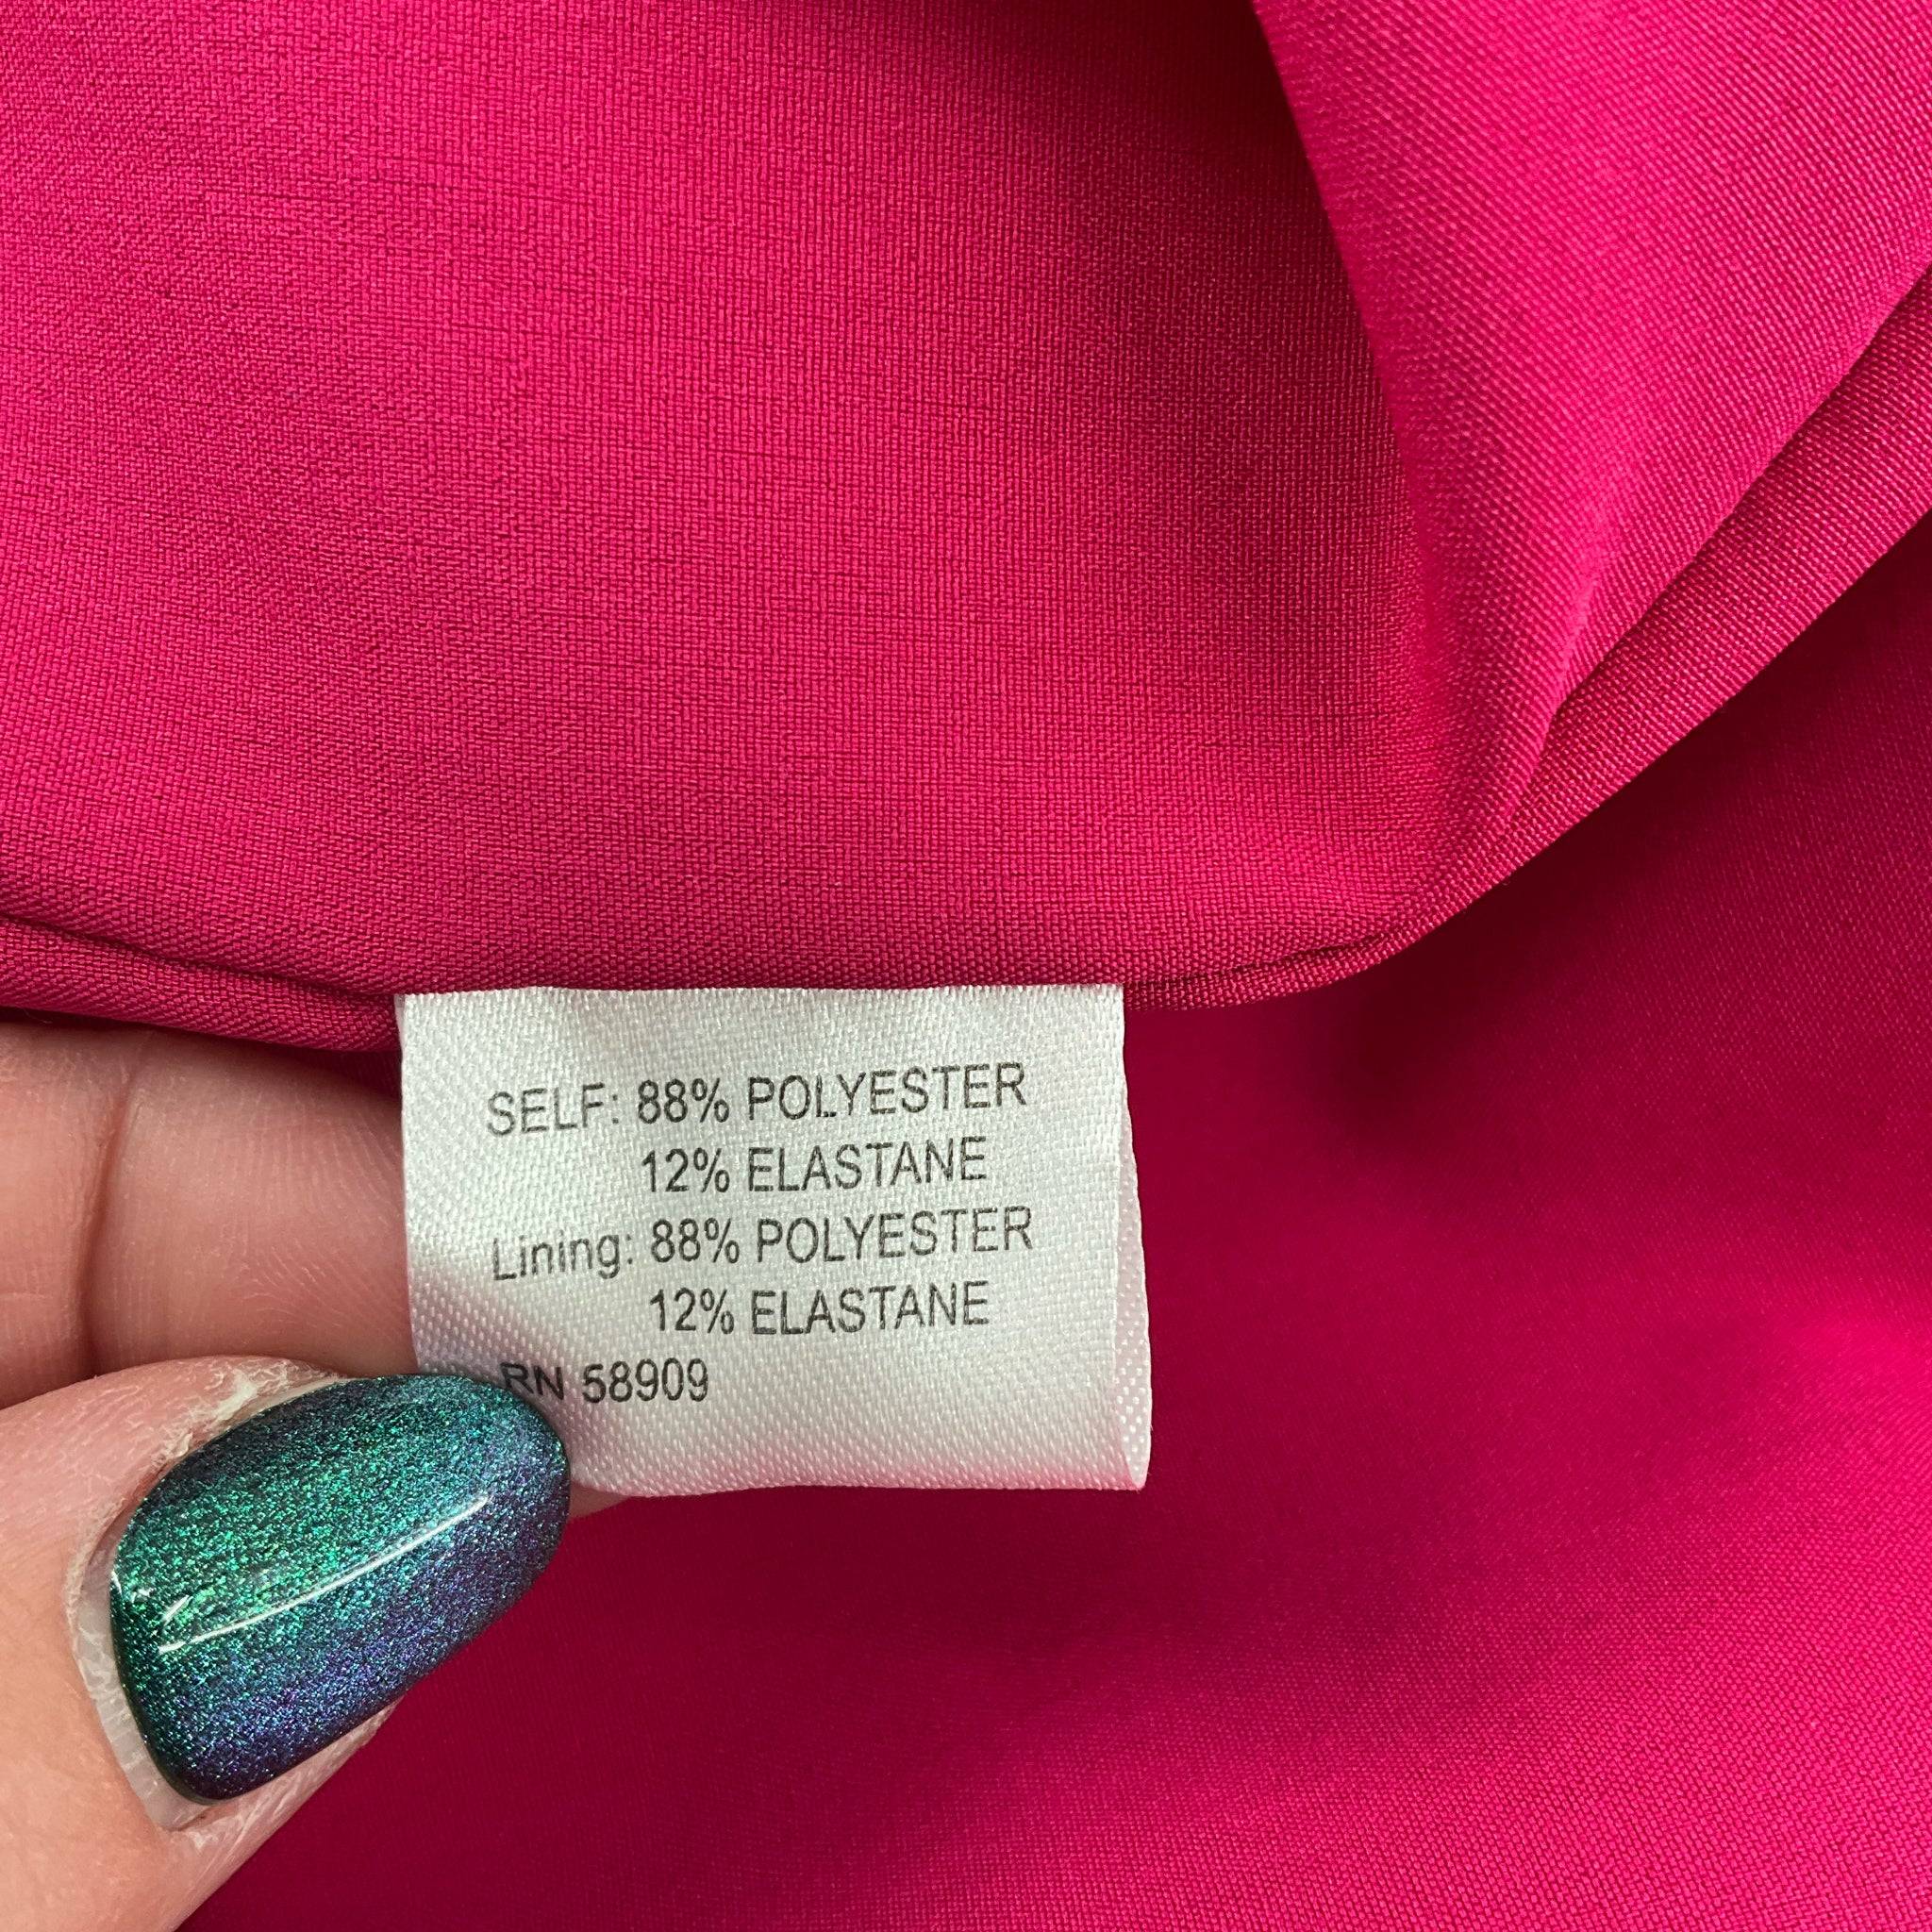 SELF: 88% POLYESTER
12% ELASTANE
Lining: 88% POLYESTER
12% ELASTANE
RN 58909